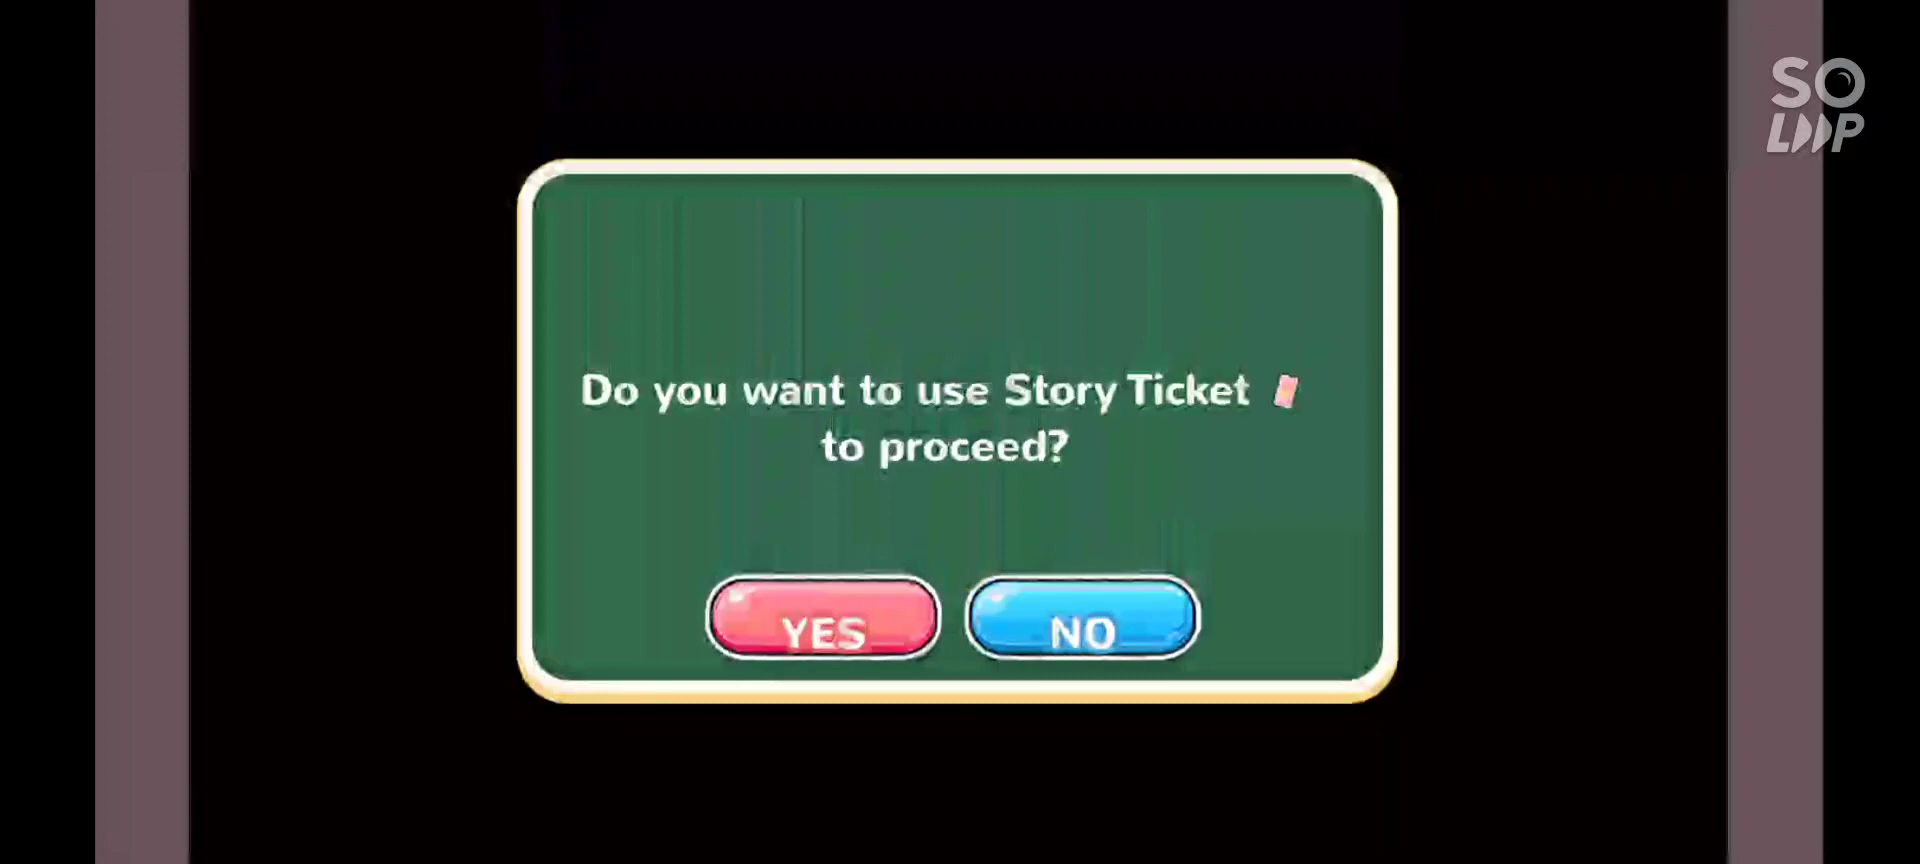 SO
LOOP
Do you want to use Story Ticket
to proceed?
YES
NO